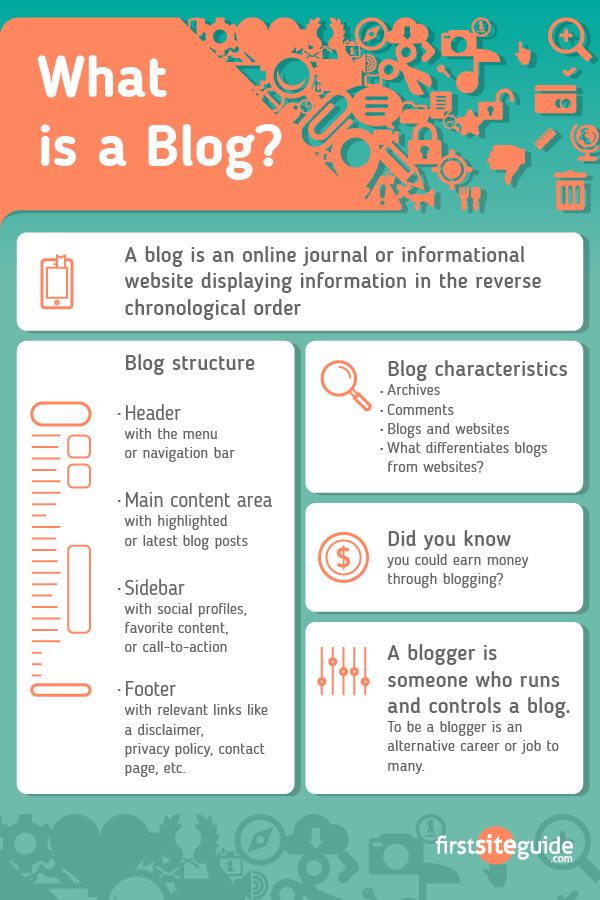 What
is a Blog?
A blog is an online journal or informational
website displaying information in the reverse
chronological order
Blog structure
· Header
with the menu
or navigation bar
· Main content area
with highlighted
or latest blog posts
· Sidebar
with social profiles,
favorite content,
or call-to-action
· Footer
with relevant links like
a disclaimer,
privacy policy, contact
page, etc.
Blog characteristics
· Archives
· Comments
· Blogs and websites
· What differentiates blogs
from websites?
Did you know
you could earn money
through blogging?
$
A blogger is
someone who runs
and controls a blog.
To be a blogger is an
alternative career or job to
many.
firstsiteguide
.com